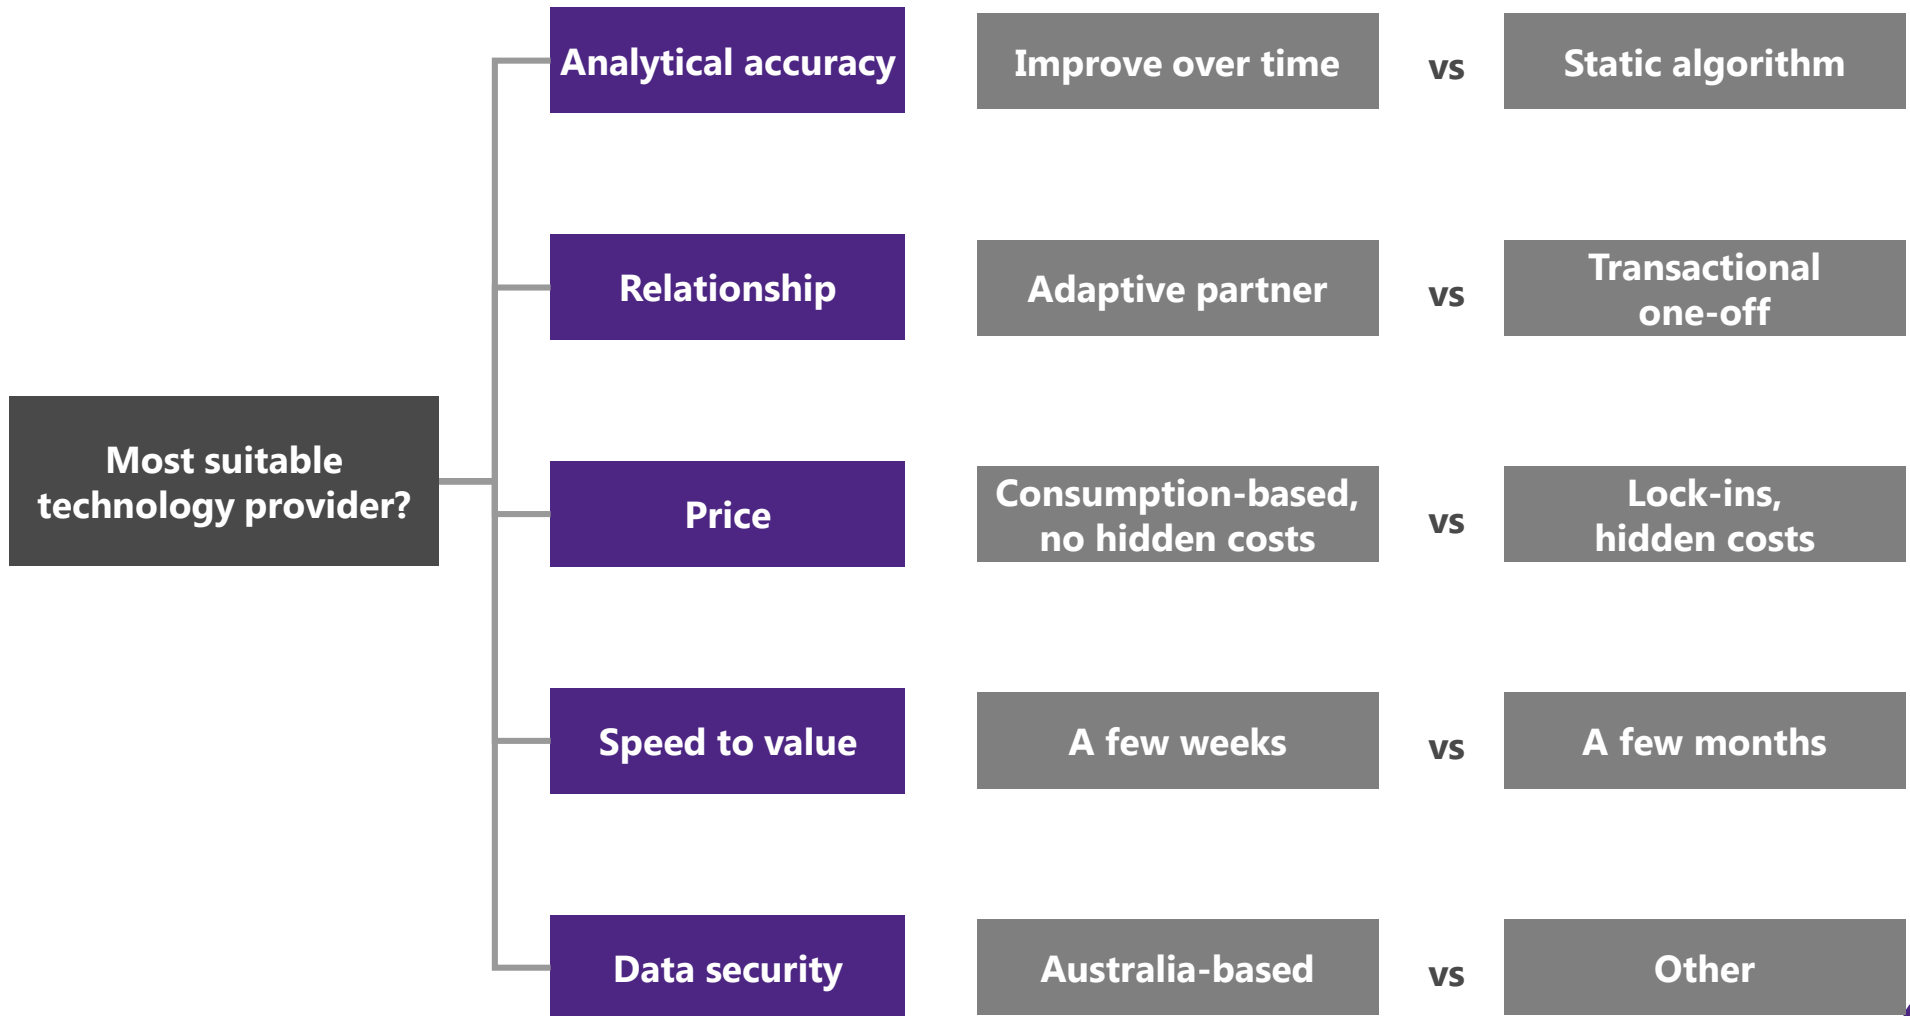 Analytical accuracy
Improve over time
vs
Static algorithm
Relationship
Adaptive partner
vs
Transactional
one-off
Most suitable
technology provider?
Price
Consumption-based,
no hidden costs
vs
Lock-ins,
hidden costs
Speed to value
A few weeks
vs
A few months
Data security
Australia-based
vs
Other